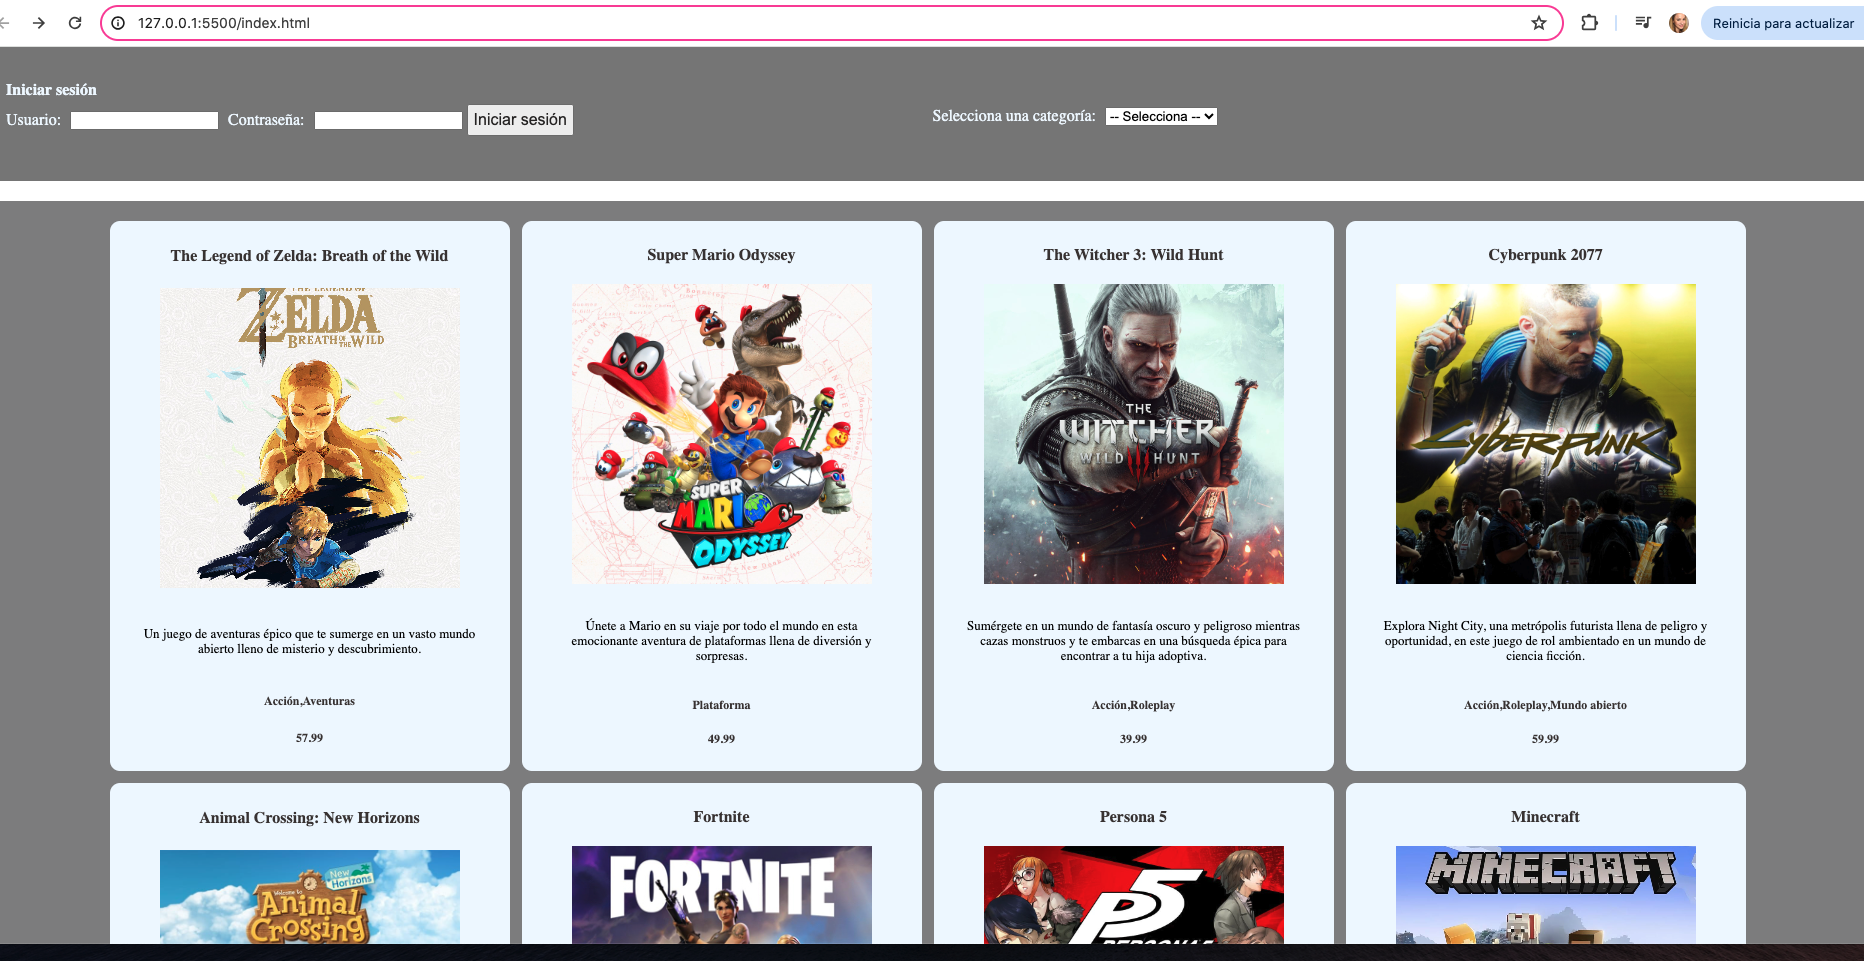 127.0.0.1:5500/index.html
Reinicia para actualizar
Iniciar sesión
Usuario: Contraseña: Iniciar sesión
Selecciona una categoría: -- Selecciona --
The Legend of Zelda: Breath of the Wild
Super Mario Odyssey
The Witcher 3: Wild Hunt
Cyberpunk 2077
ZELDA
BREATH OF THE WILD
SUPER
MARIO
ODYSSEY
THE
WITCHER
WILD HUNT
CYBERPUNK
Un juego de aventuras épico que te sumerge en un vasto mundo
abierto lleno de misterio y descubrimiento.
Acción,Aventuras
57.99
Únete a Mario en su viaje por todo el mundo en esta
emocionante aventura de plataformas llena de diversión y
sorpresas.
Plataforma
49.99
Sumérgete en un mundo de fantasía oscuro y peligroso mientras
cazas monstruos y te embarcas en una búsqueda épica para
encontrar a tu hija adoptiva.
Acción,Roleplay
39.99
Explora Night City, una metrópolis futurista llena de peligro y
oportunidad, en este juego de rol ambientado en un mundo de
ciencia ficción.
Acción,Roleplay,Mundo abierto
59.99
Animal Crossing: New Horizons
Fortnite
Persona 5
Minecraft
New
Horizons
Welcome to
Animal
Crossing
FORTNITE
P5
PERSONA5
MINECRAFT